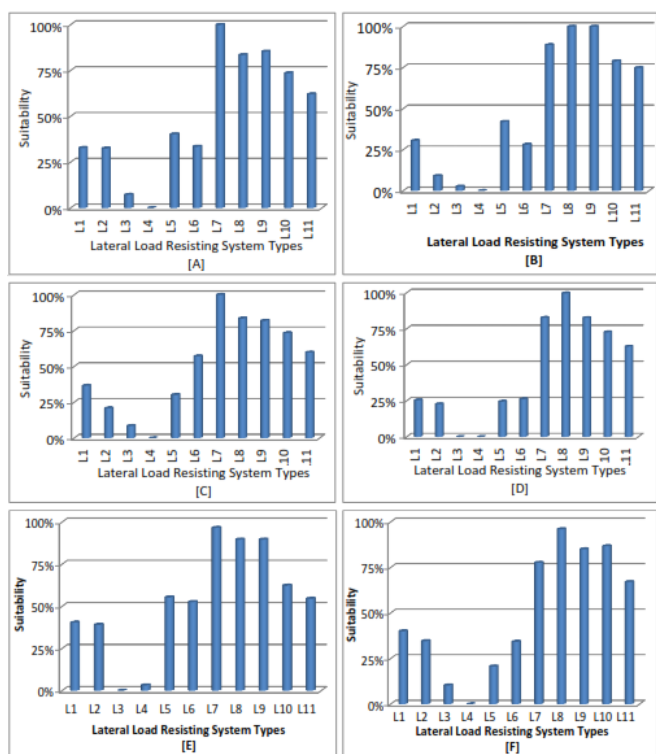 100%
75%
50%
25%
0%
Suitability
L1 L2 L3 L4 L5 L6 L7 L8 L9 L10 L11
Lateral Load Resisting System Types
[A]
100%
75%
50%
25%
0%
Suitability
L1 L2 L3 L4 L5 L6 L7 L8 L9 L10 L11
Lateral Load Resisting System Types
[B]
100%
75%
50%
25%
0%
Suitability
L1 L2 L3 L4 L5 L6 L7 L8 L9 L10 L11
Lateral Load Resisting System Types
[C]
100%
75%
50%
25%
0%
Suitability
L1 L2 L3 L4 L5 L6 L7 L8 L9 L10 L11
Lateral Load Resisting System Types
[D]
100%
75%
50%
25%
0%
Suitability
L1 L2 L3 L4 L5 L6 L7 L8 L9 L10 L11
Lateral Load Resisting System Types
[E]
100%
75%
50%
25%
0%
Suitability
L1 L2 L3 L4 L5 L6 L7 L8 L9 L10 L11
Lateral Load Resisting System Types
[F]